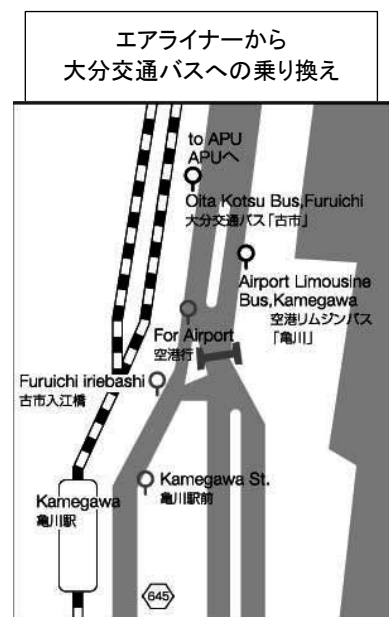 エアライナーから
大分交通バスへの乗り換え
to APU
APUへ
Oita Kotsu Bus,Furuichi
大分交通バス「古市」
Airport Limousine
Bus,Kamegawa
空港リムジンバス
「亀川」
For Airport
空港行
Furuichi iriebashi
古市入江橋
Kamegawa St.
亀川駅前
Kamegawa
亀川駅
645